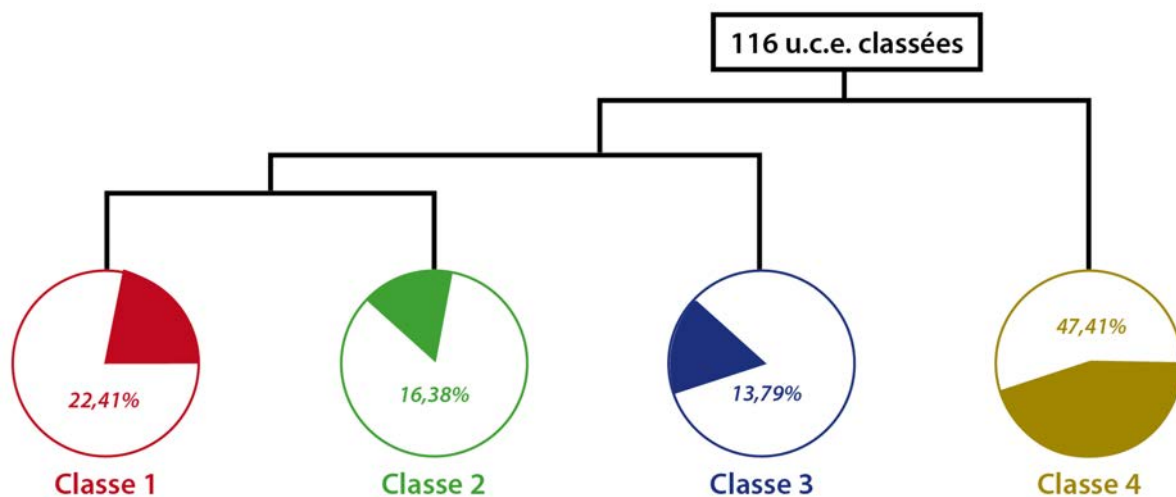 116 u.c.e. classées
22,41%
16,38%
13,79%
47,41%
Classe 1
Classe 2
Classe 3
Classe 4